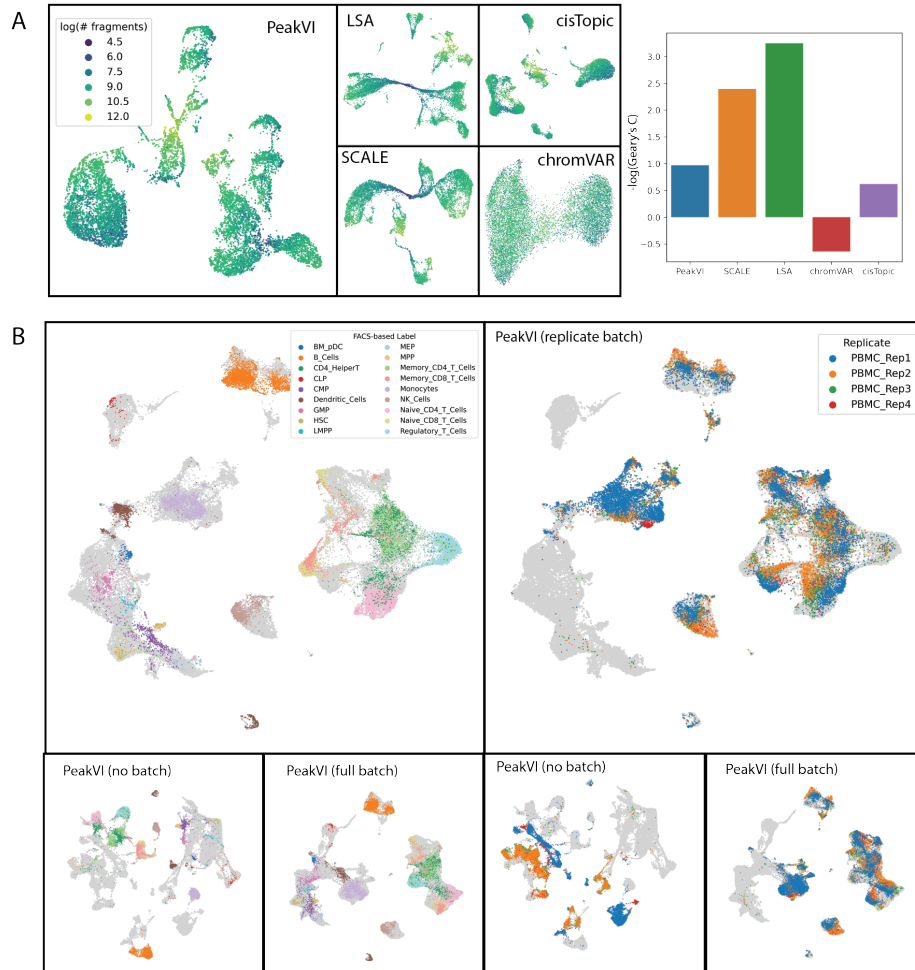 A
PeakVI
log(# fragments)
4.5
6.0
7.5
9.0
10.5
12.0
LSA
cisTopic
SCALE
chromVAR
-log(Geary's C)
3.0
2.5
2.0
1.5
1.0
0.5
0.0
−0.5
PeakVI SCALE LSA chromVAR cisTopic
B
FACS-based Label
BM_pDC
B_Cells
CD4_HelperT
CLP
CMP
Dendritic_Cells
GMP
HSC
LMPP
MEP
MPP
Memory_CD4_T_Cells
Memory_CD8_T_Cells
Monocytes
NK_Cells
Naive_CD4_T_Cells
Naive_CD8_T_Cells
Regulatory_T_Cells
PeakVI (replicate batch)
Replicate
PBMC_Rep1
PBMC_Rep2
PBMC_Rep3
PBMC_Rep4
PeakVI (no batch)
PeakVI (full batch)
PeakVI (no batch)
PeakVI (full batch)